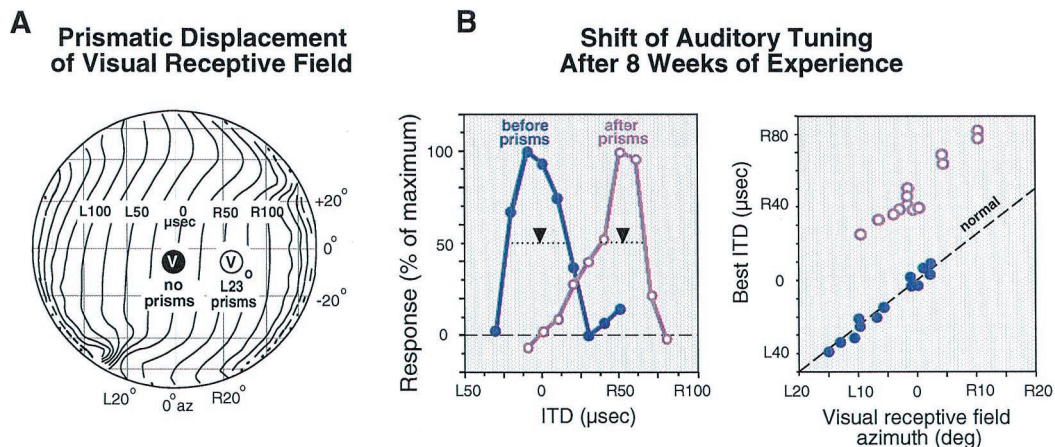 A
Prismatic Displacement
of Visual Receptive Field
L100 L50 0 R50 R100
µsec
V V
o
no
prisms
L23
prisms
+20°
0°
-20°
L20° 0° az R20°
B
Shift of Auditory Tuning
After 8 Weeks of Experience
before
prisms
after
prisms
Response (% of maximum)
100
50
0
L50 0 R50 R100
ITD (µsec)
Best ITD (µsec)
R80
R40
0
L40
normal
L20 L10 0 R10 R20
Visual receptive field
azimuth (deg)